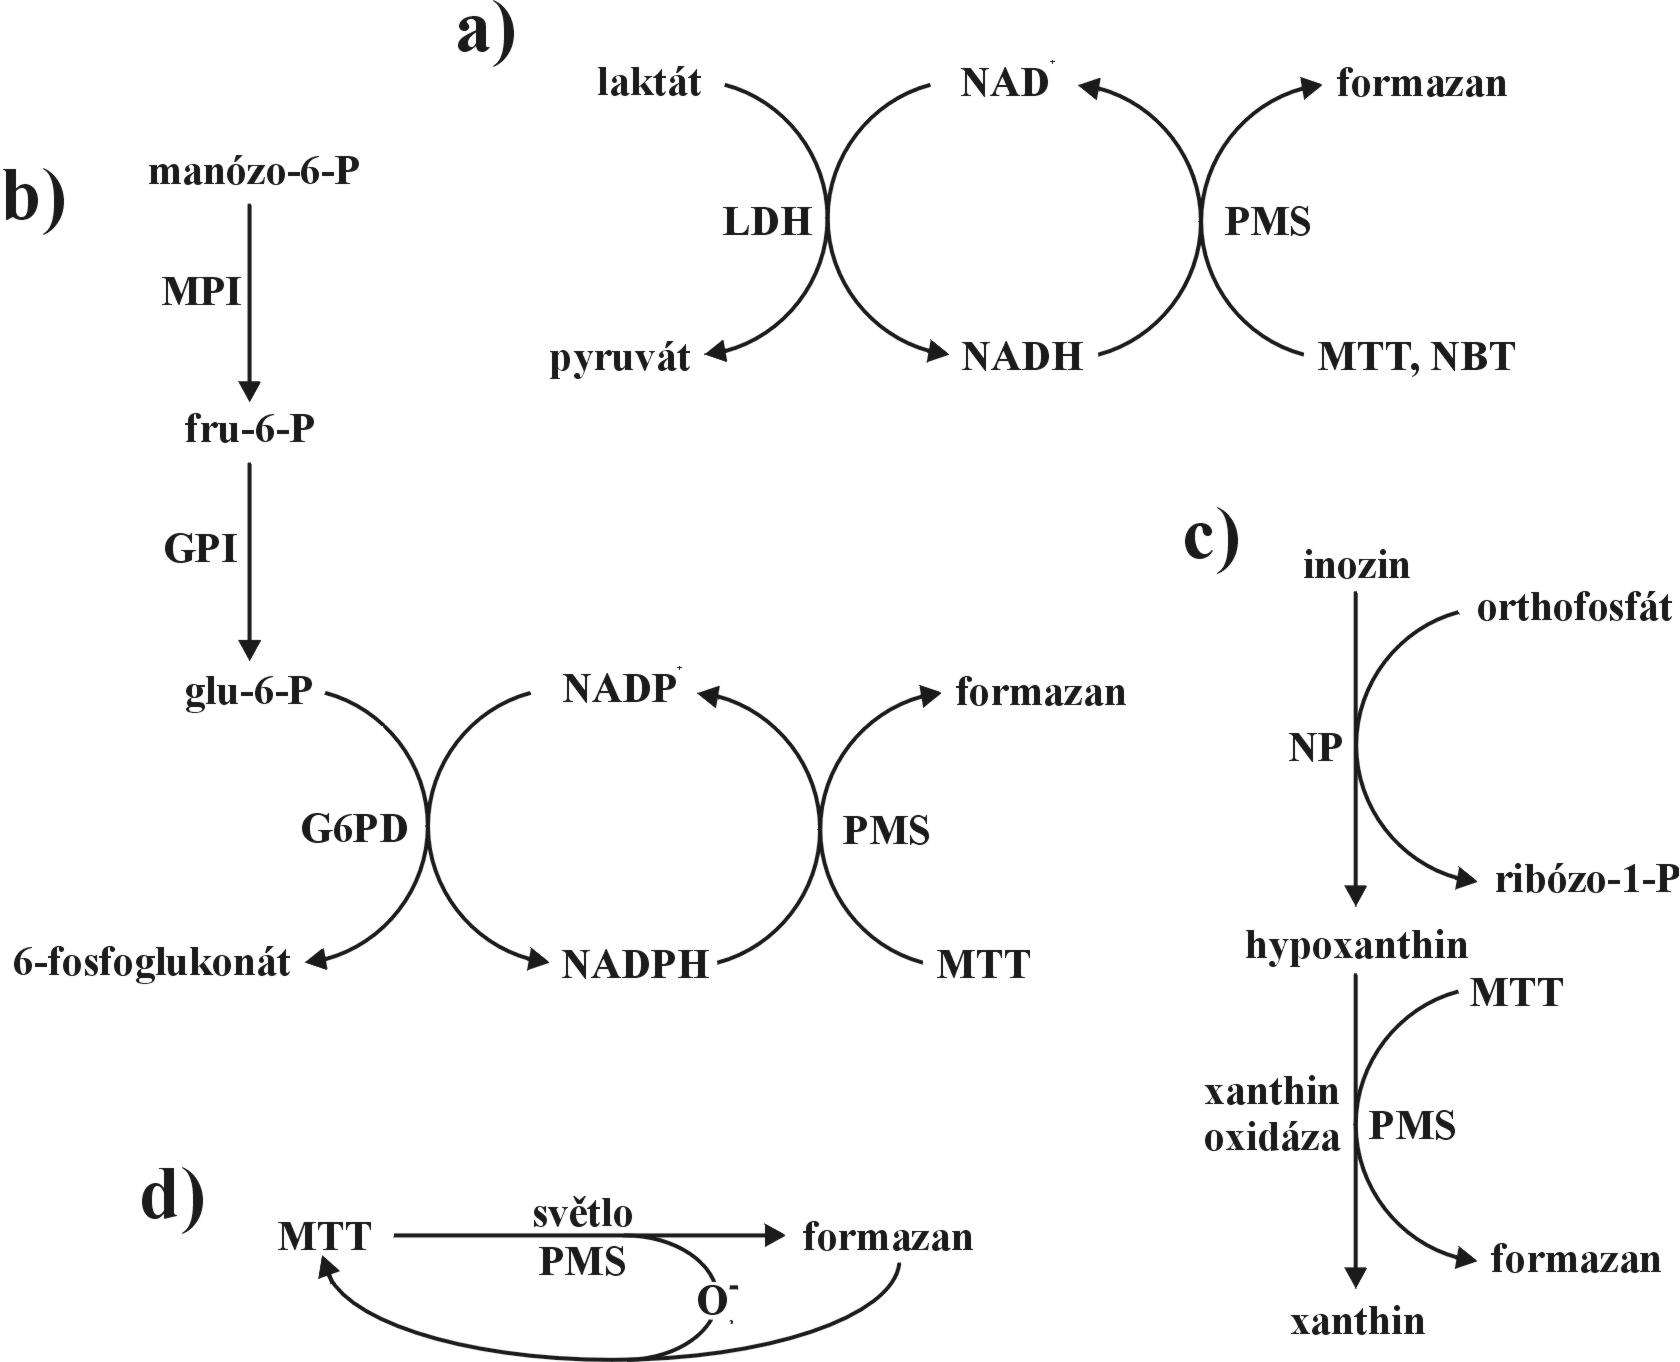 a)
laktát
NAD+
formazan
LDH
PMS
pyruvát
NADH
MTT, NBT
b)
manózo-6-P
MPI
fru-6-P
GPI
glu-6-P
NADP+
formazan
G6PD
PMS
6-fosfoglukonát
NADPH
MTT
c)
inozin
orthofosfát
NP
ribózo-1-P
hypoxanthin
MTT
xanthin
oxidáza
PMS
formazan
xanthin
d)
MTT
světlo
PMS
formazan
O-